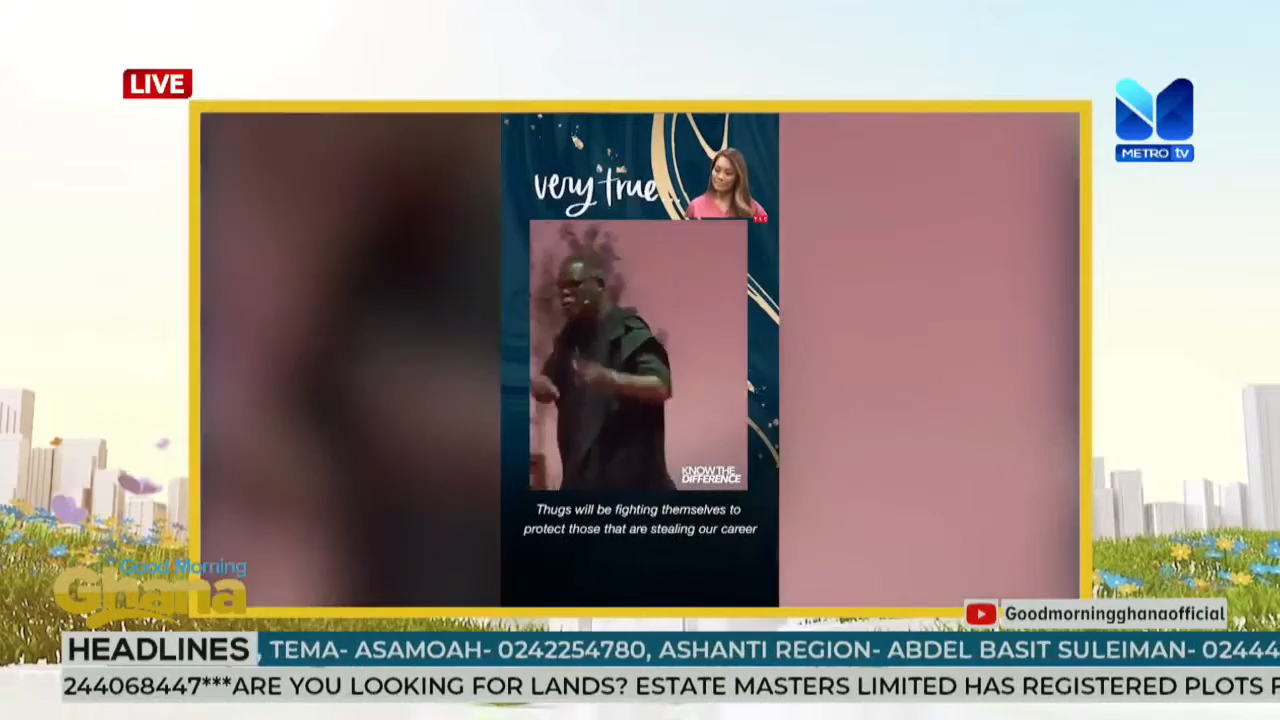 LIVE
METRO tv
very true
TLC
KNOW THE
DIFFERENCE
Thugs will be fighting themselves to
protect those that are stealing our career
Good Morning
Ghana
Goodmorningghanaofficial
HEADLINES , TEMA- ASAMOAH- 0242254780, ASHANTI REGION- ABDEL BASIT SULEIMAN- 02444
244068447***ARE YOU LOOKING FOR LANDS? ESTATE MASTERS LIMITED HAS REGISTERED PLOTS F